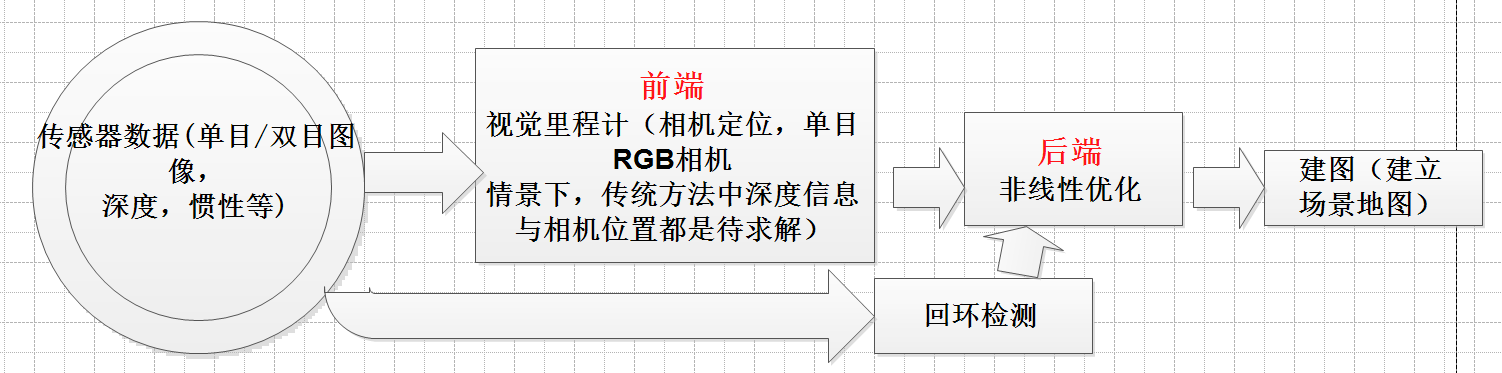 传感器数据(单目/双目图
像，
深度，惯性等)
前端
视觉里程计（相机定位，单目
RGB相机
情景下，传统方法中深度信息
与相机位置都是待求解）
后端
非线性优化
建图（建立
场景地图）
回环检测